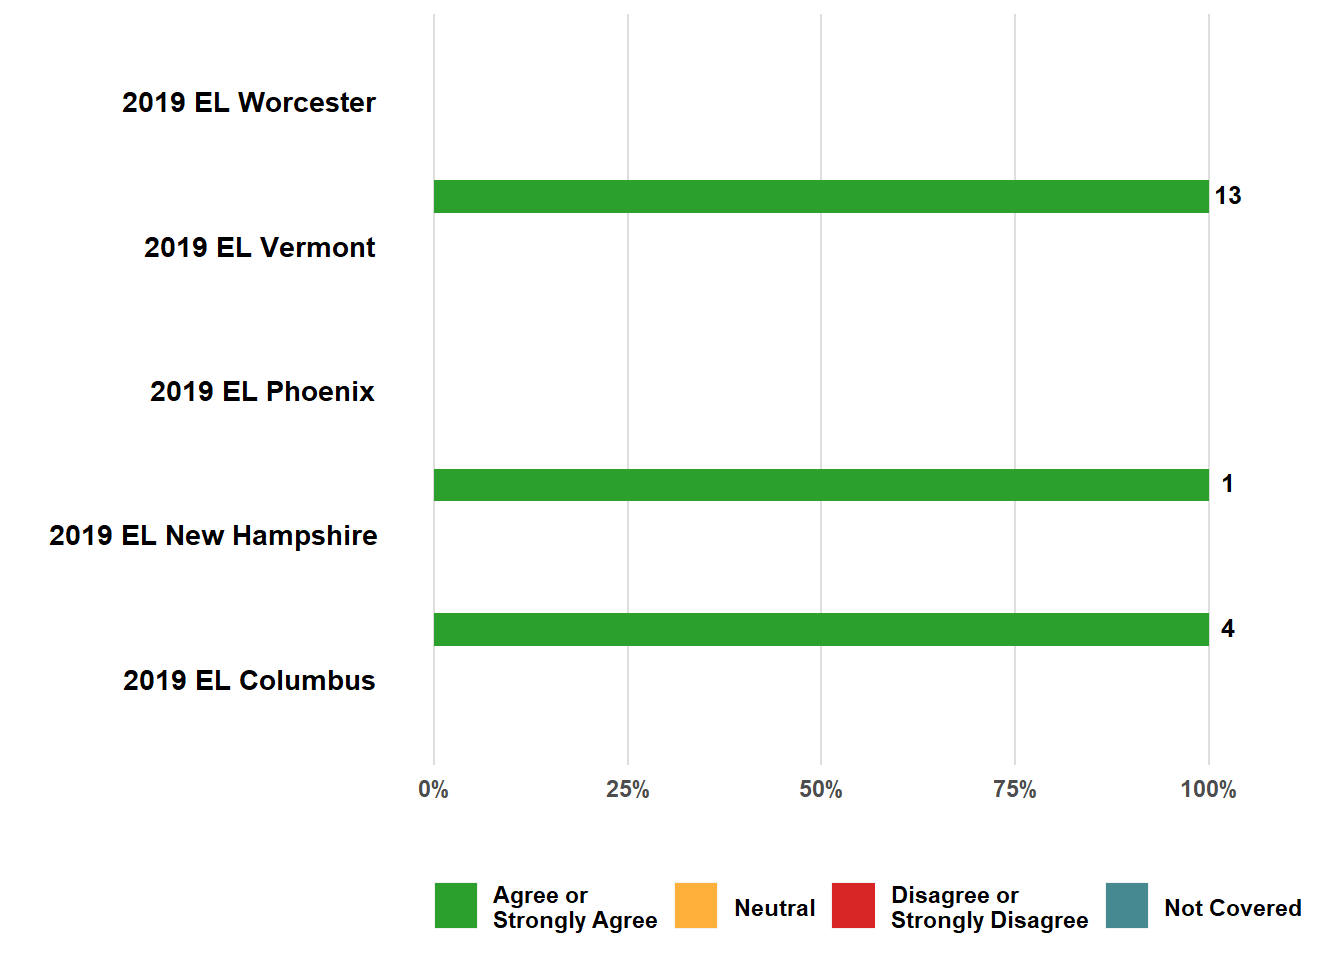 2019 EL Worcester
13
2019 EL Vermont
2019 EL Phoenix
1
2019 EL New Hampshire
4
2019 EL Columbus
0% 25% 50% 75% 100%
Agree or
Strongly Agree
Neutral
Disagree or
Strongly Disagree
Not Covered